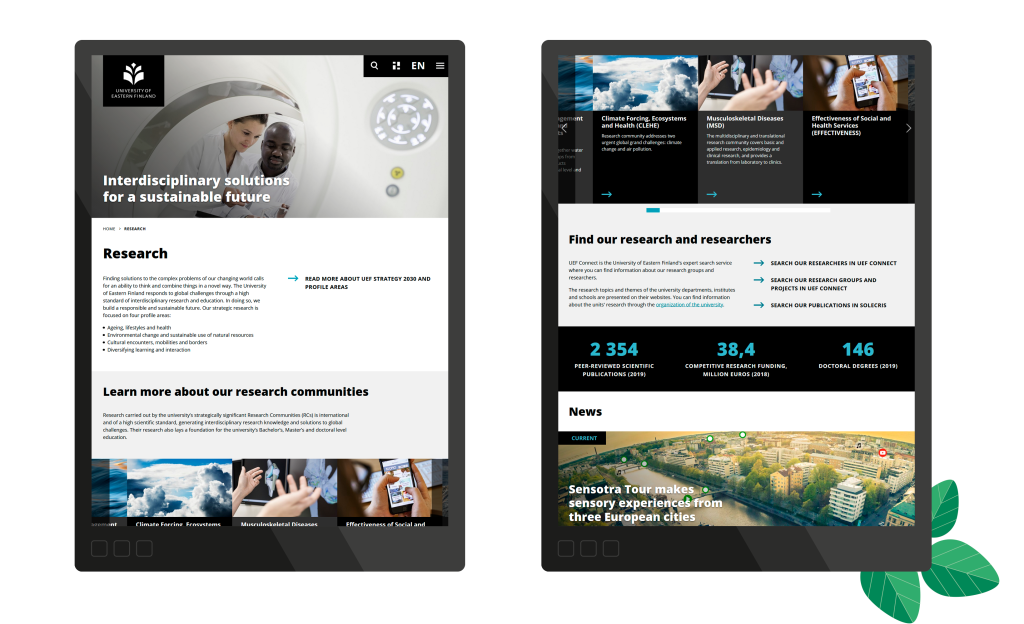 UNIVERSITY OF
EASTERN FINLAND
EN
Interdisciplinary solutions
for a sustainable future
HOME > RESEARCH
Research
Finding solutions to the complex problems of our changing world calls
for an ability to think and combine things in a novel way. The University
of Eastern Finland responds to global challenges through a high
standard of interdisciplinary research and education. In doing so, we
build a responsible and sustainable future. Our strategic research is
focused on four profile areas:
• Ageing, lifestyles and health
• Environmental change and sustainable use of natural resources
• Cultural encounters, mobilities and borders
• Diversifying learning and interaction
READ MORE ABOUT UEF STRATEGY 2030 AND
PROFILE AREAS
Learn more about our research communities
Research carried out by the university's strategically significant Research Communities (RCs) is international
and of a high scientific standard, generating interdisciplinary research knowledge and solutions to global
challenges. Their research also lays a foundation for the university's Bachelor's, Master's and doctoral level
education.
Climate Forcing, Ecosystems
Musculoskeletal Diseases
Effectiveness of Social and
Climate Forcing, Ecosystems
and Health (CLEHE)
Research community addresses two
urgent global grand challenges: climate
change and air pollution.
Musculoskeletal Diseases
(MSD)
The multidisciplinary and translational
research community covers basic and
applied research, epidemiology and
clinical research, and provides a
translation from laboratory to clinics.
Effectiveness of Social and
Health Services
(EFFECTIVENESS)
Find our research and researchers
UEF Connect is the University of Eastern Finland's expert search service
where you can find information about our research groups and
researchers.
The research topics and themes of the university departments, institutes
and schools are presented on their websites. You can find information
about the units' research through the organization of the university.
SEARCH OUR RESEARCHERS IN UEF CONNECT
SEARCH OUR RESEARCH GROUPS AND
PROJECTS IN UEF CONNECT
SEARCH OUR PUBLICATIONS IN SOLECRIS
2 354
PEER-REVIEWED SCIENTIFIC
PUBLICATIONS (2019)
38,4
COMPETITIVE RESEARCH FUNDING,
MILLION EUROS (2018)
146
DOCTORAL DEGREES (2019)
News
CURRENT
Sensotra Tour makes
sensory experiences from
three European cities